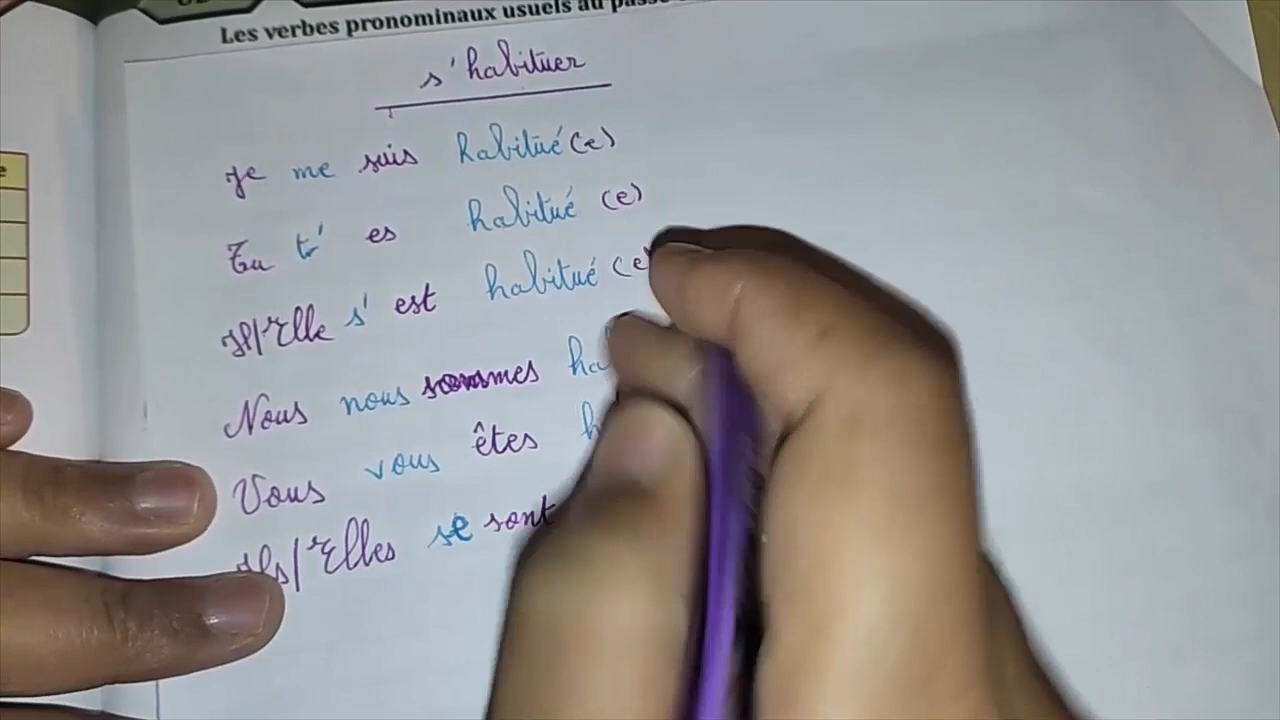 Les verbes pronominaux usuels au
s'habituer
Je me suis habitué(e)
Tu t' es habitué (e)
Il/Elle s' est habitué (e)
Nous nous sommes
Vous vous êtes
Ils/Elles se sont